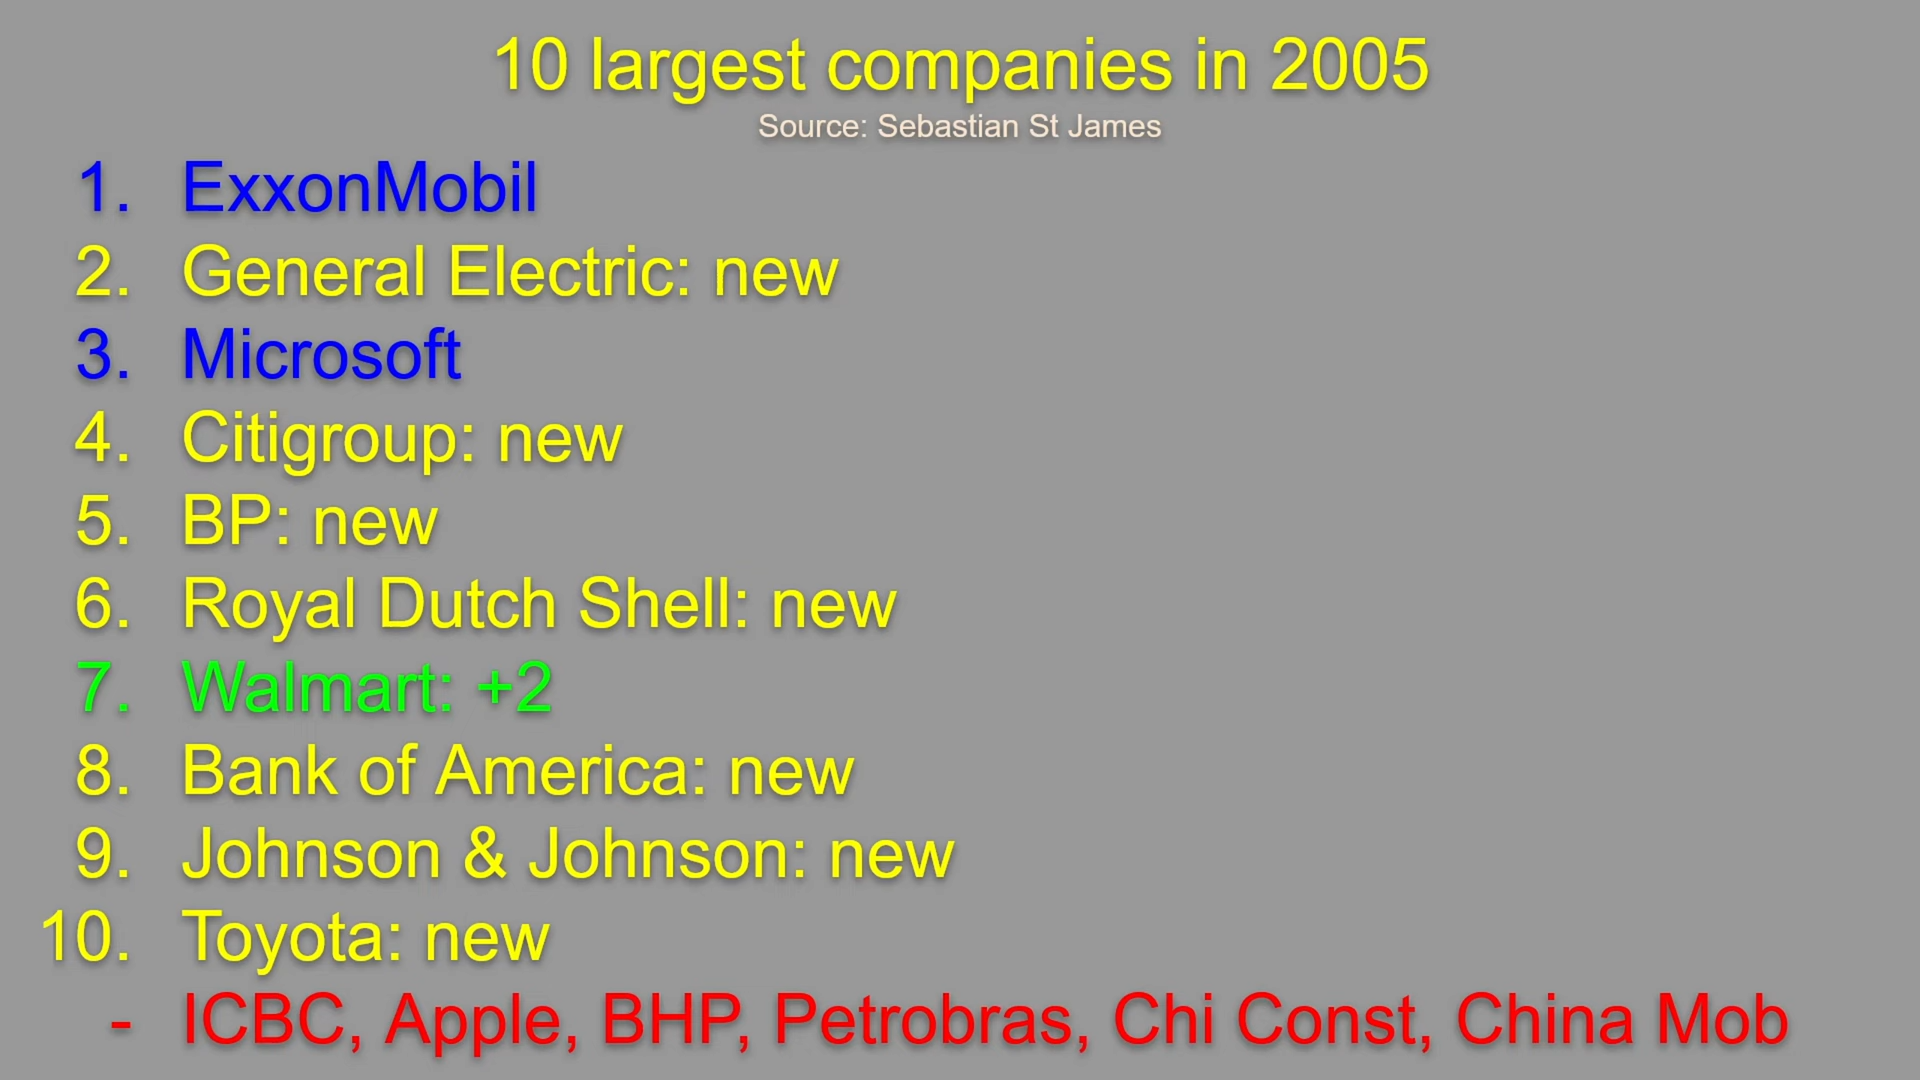 10 largest companies in 2005
Source: Sebastian St James
1. ExxonMobil
2. General Electric: new
3. Microsoft
4. Citigroup: new
5. BP: new
6. Royal Dutch Shell: new
7. Walmart: +2
8. Bank of America: new
9. Johnson & Johnson: new
10. Toyota: new
- ICBC, Apple, BHP, Petrobras, Chi Const, China Mob